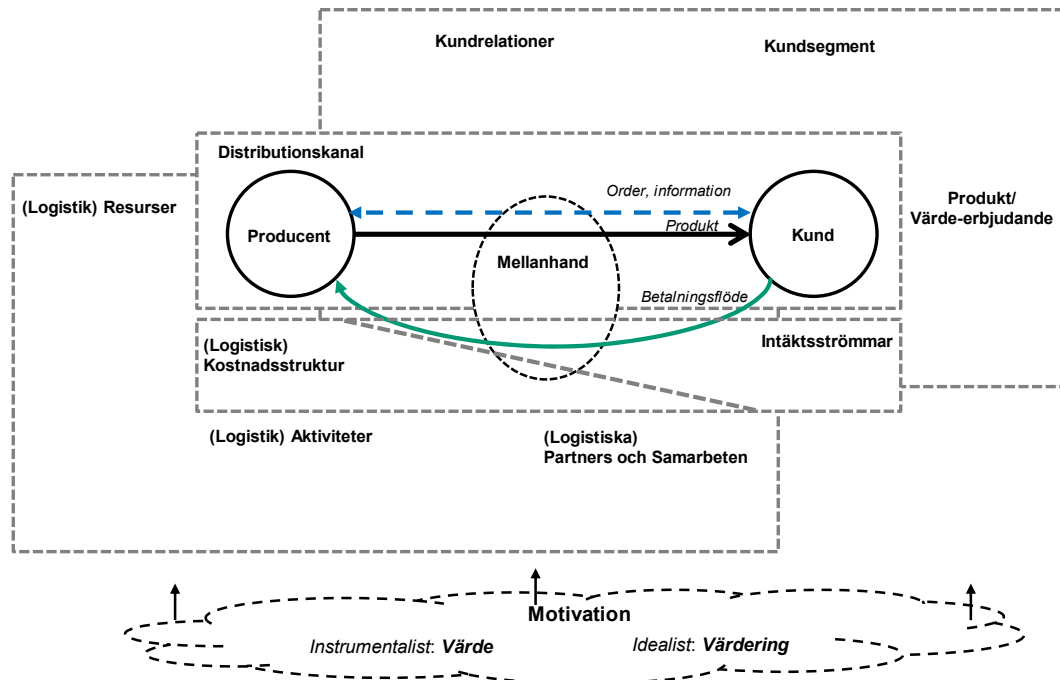 Kundrelationer
Kundsegment
Distributionskanal
(Logistik) Resurser
Order, information
Produkt/
Värde-erbjudande
Produkt
Producent
Kund
Mellanhand
Betalningsflöde
(Logistisk)
Kostnadsstruktur
Intäktsströmmar
(Logistik) Aktiviteter
(Logistiska)
Partners och Samarbeten
Motivation
Instrumentalist: Värde
Idealist: Värdering